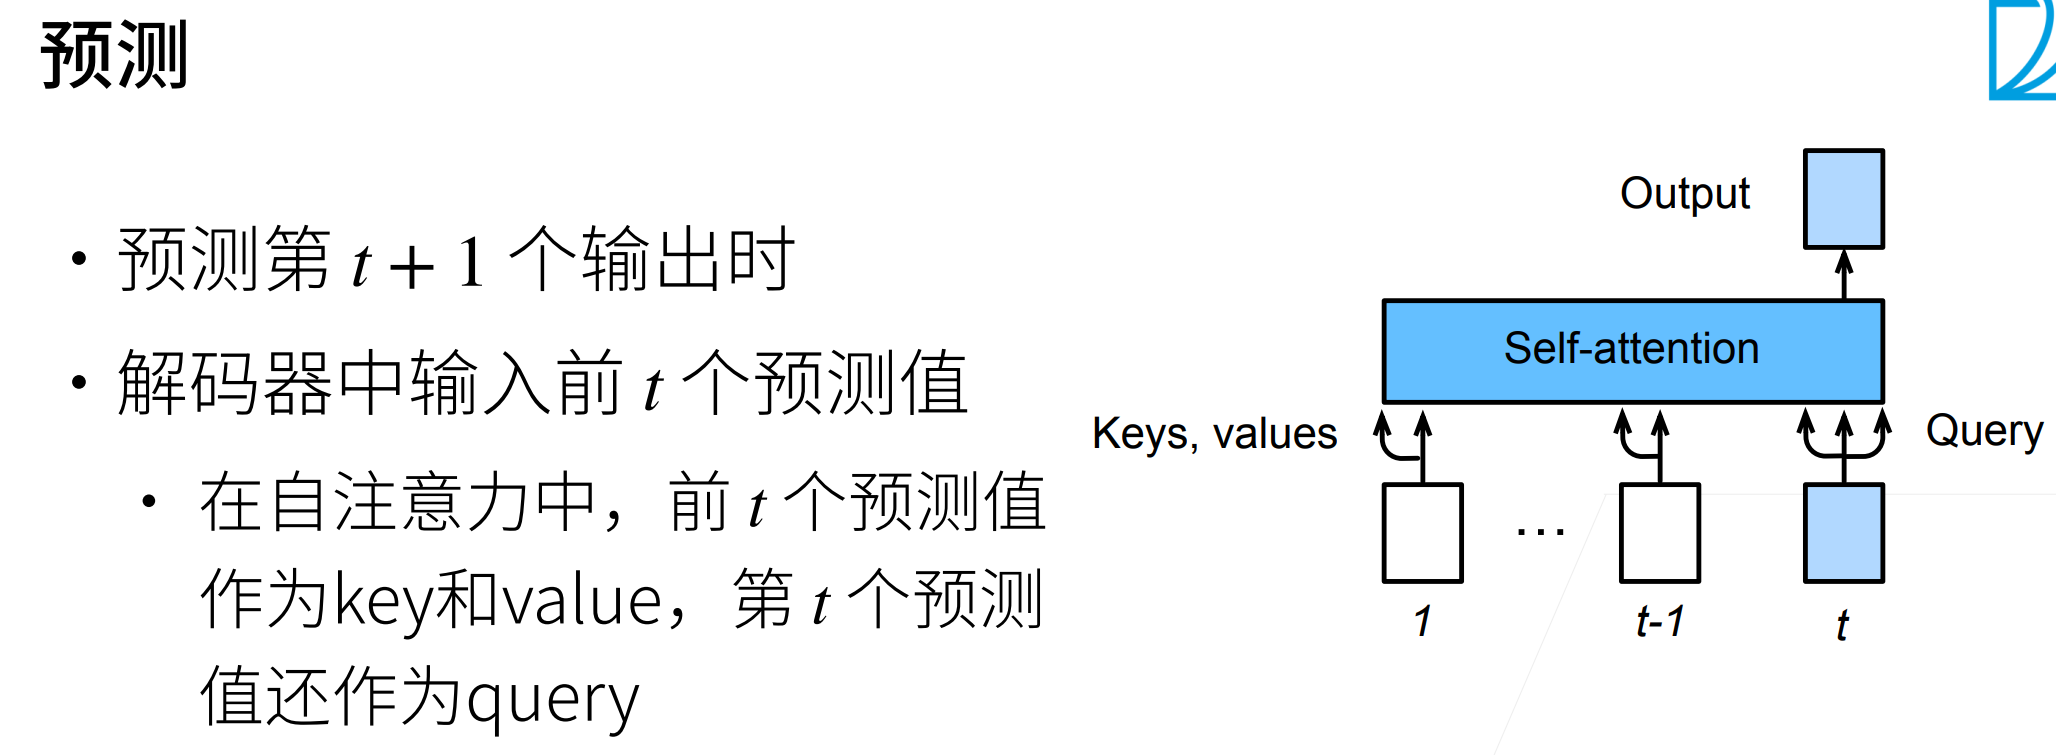 预测
• 预测第 t + 1 个输出时
• 解码器中输入前 t 个预测值
• 在自注意力中，前 t 个预测值
作为key和value，第 t 个预测
值还作为query
Output
Self-attention
Keys, values
Query
...
1
t-1
t